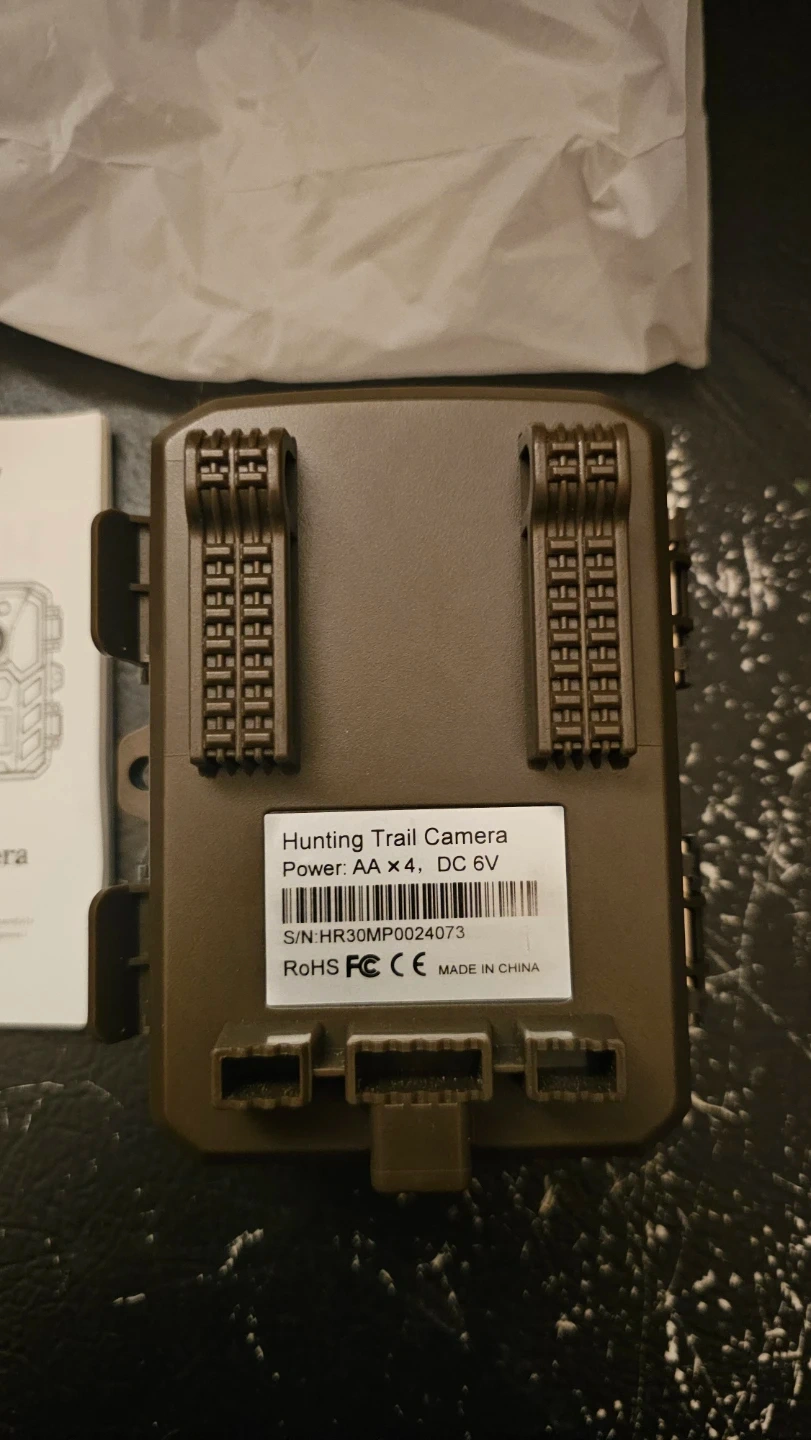 Hunting Trail Camera
Power: AA ×4, DC 6V
S/N:HR30MP0024073
RoHS FC CE MADE IN CHINA
era